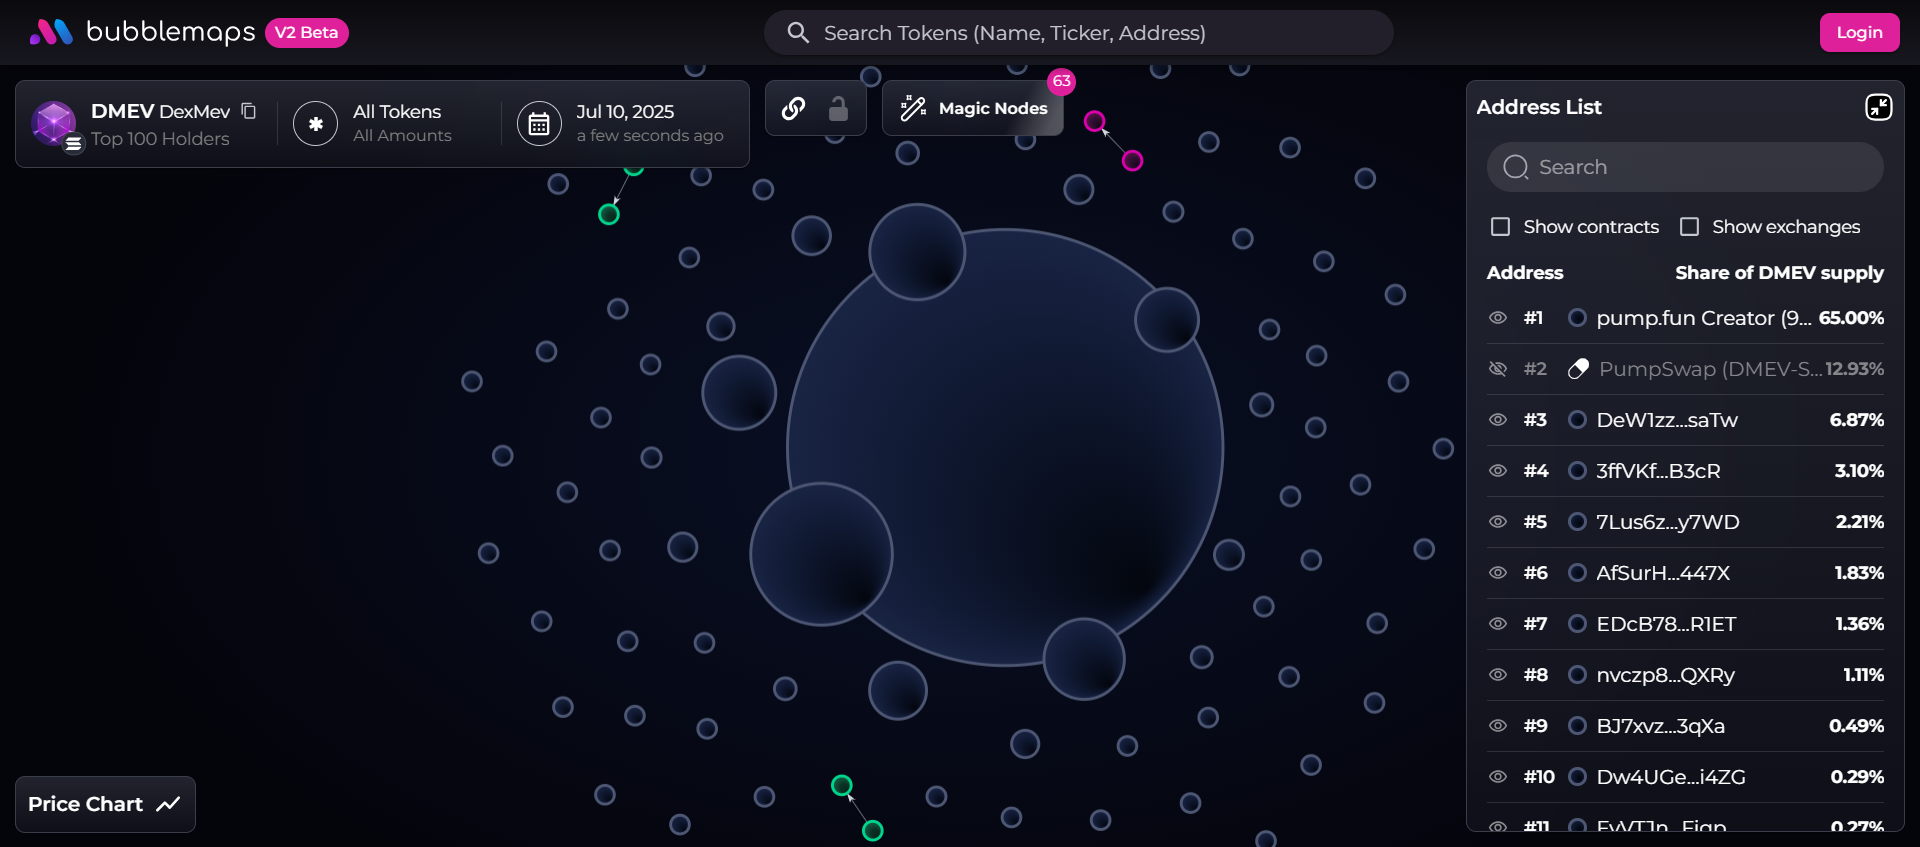 bubblemaps V2 Beta
Search Tokens (Name, Ticker, Address)
Login
DMEV DexMev
Top 100 Holders
All Tokens
All Amounts
Jul 10, 2025
a few seconds ago
Magic Nodes
63
Address List
Search
Show contracts
Show exchanges
Address Share of DMEV supply
#1 pump.fun Creator (9... 65.00%
#2 PumpSwap (DMEV-S... 12.93%
#3 DeW1zz...saTw 6.87%
#4 3ffVKf...B3cR 3.10%
#5 7Lus6z...y7WD 2.21%
#6 AfSurH...447X 1.83%
#7 EDcB78...R1ET 1.36%
#8 nvczp8...QXRy 1.11%
#9 BJ7xvz...3qXa 0.49%
#10 Dw4UGe...i4ZG 0.29%
#11 0.27%
Price Chart